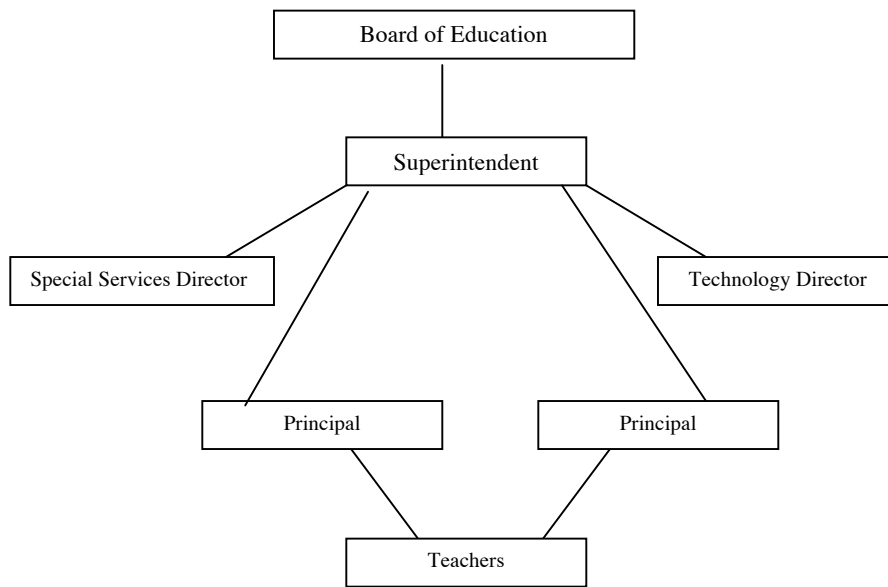 Board of Education
Superintendent
Special Services Director
Technology Director
Principal
Principal
Teachers